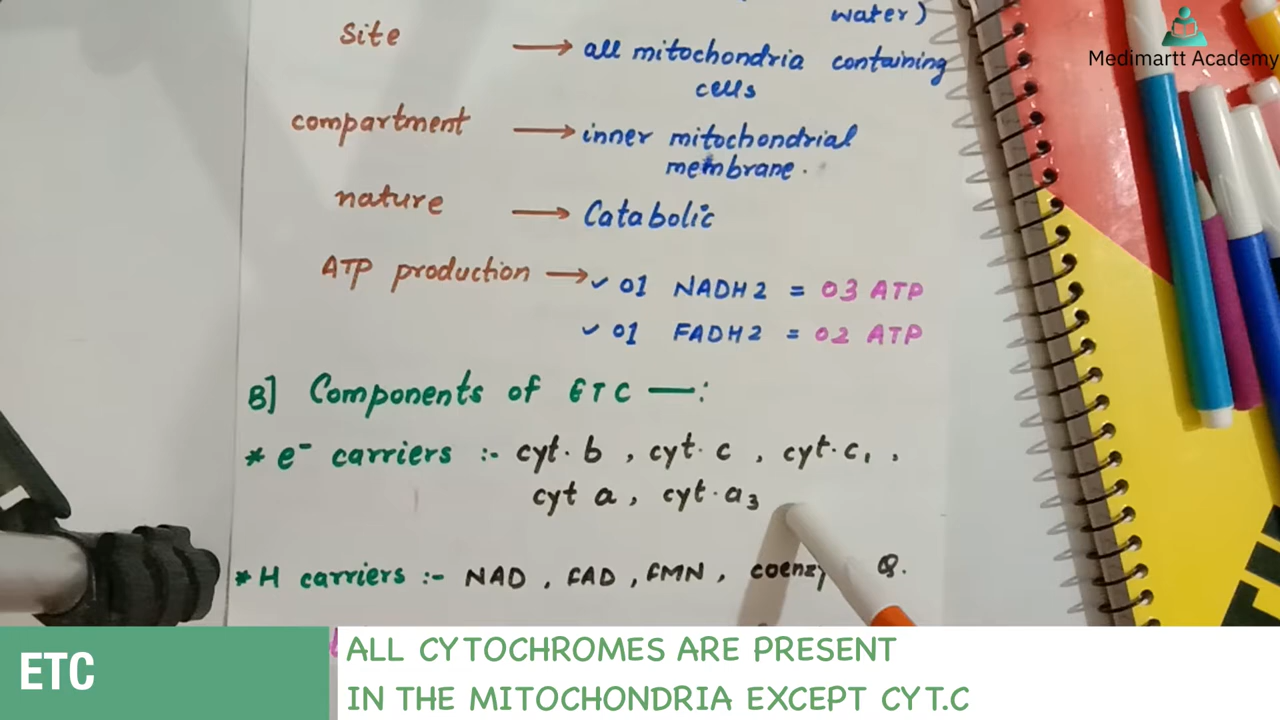 water)
Medimartt Academy
Site → all mitochondria containing
cells
compartment → inner mitochondrial
membrane.
nature → Catabolic
ATP production → ✓ 01 NADH2 = 03 ATP
✓ 01 FADH2 = 02 ATP
B] Components of ETC —:
* e⁻ carriers :- cyt. b , cyt. c , cyt. c₁ ,
cyt a , cyt. a₃
* H carriers :- NAD , FAD , FMN , Q.
ETC
ALL CYTOCHROMES ARE PRESENT
IN THE MITOCHONDRIA EXCEPT CYT.C